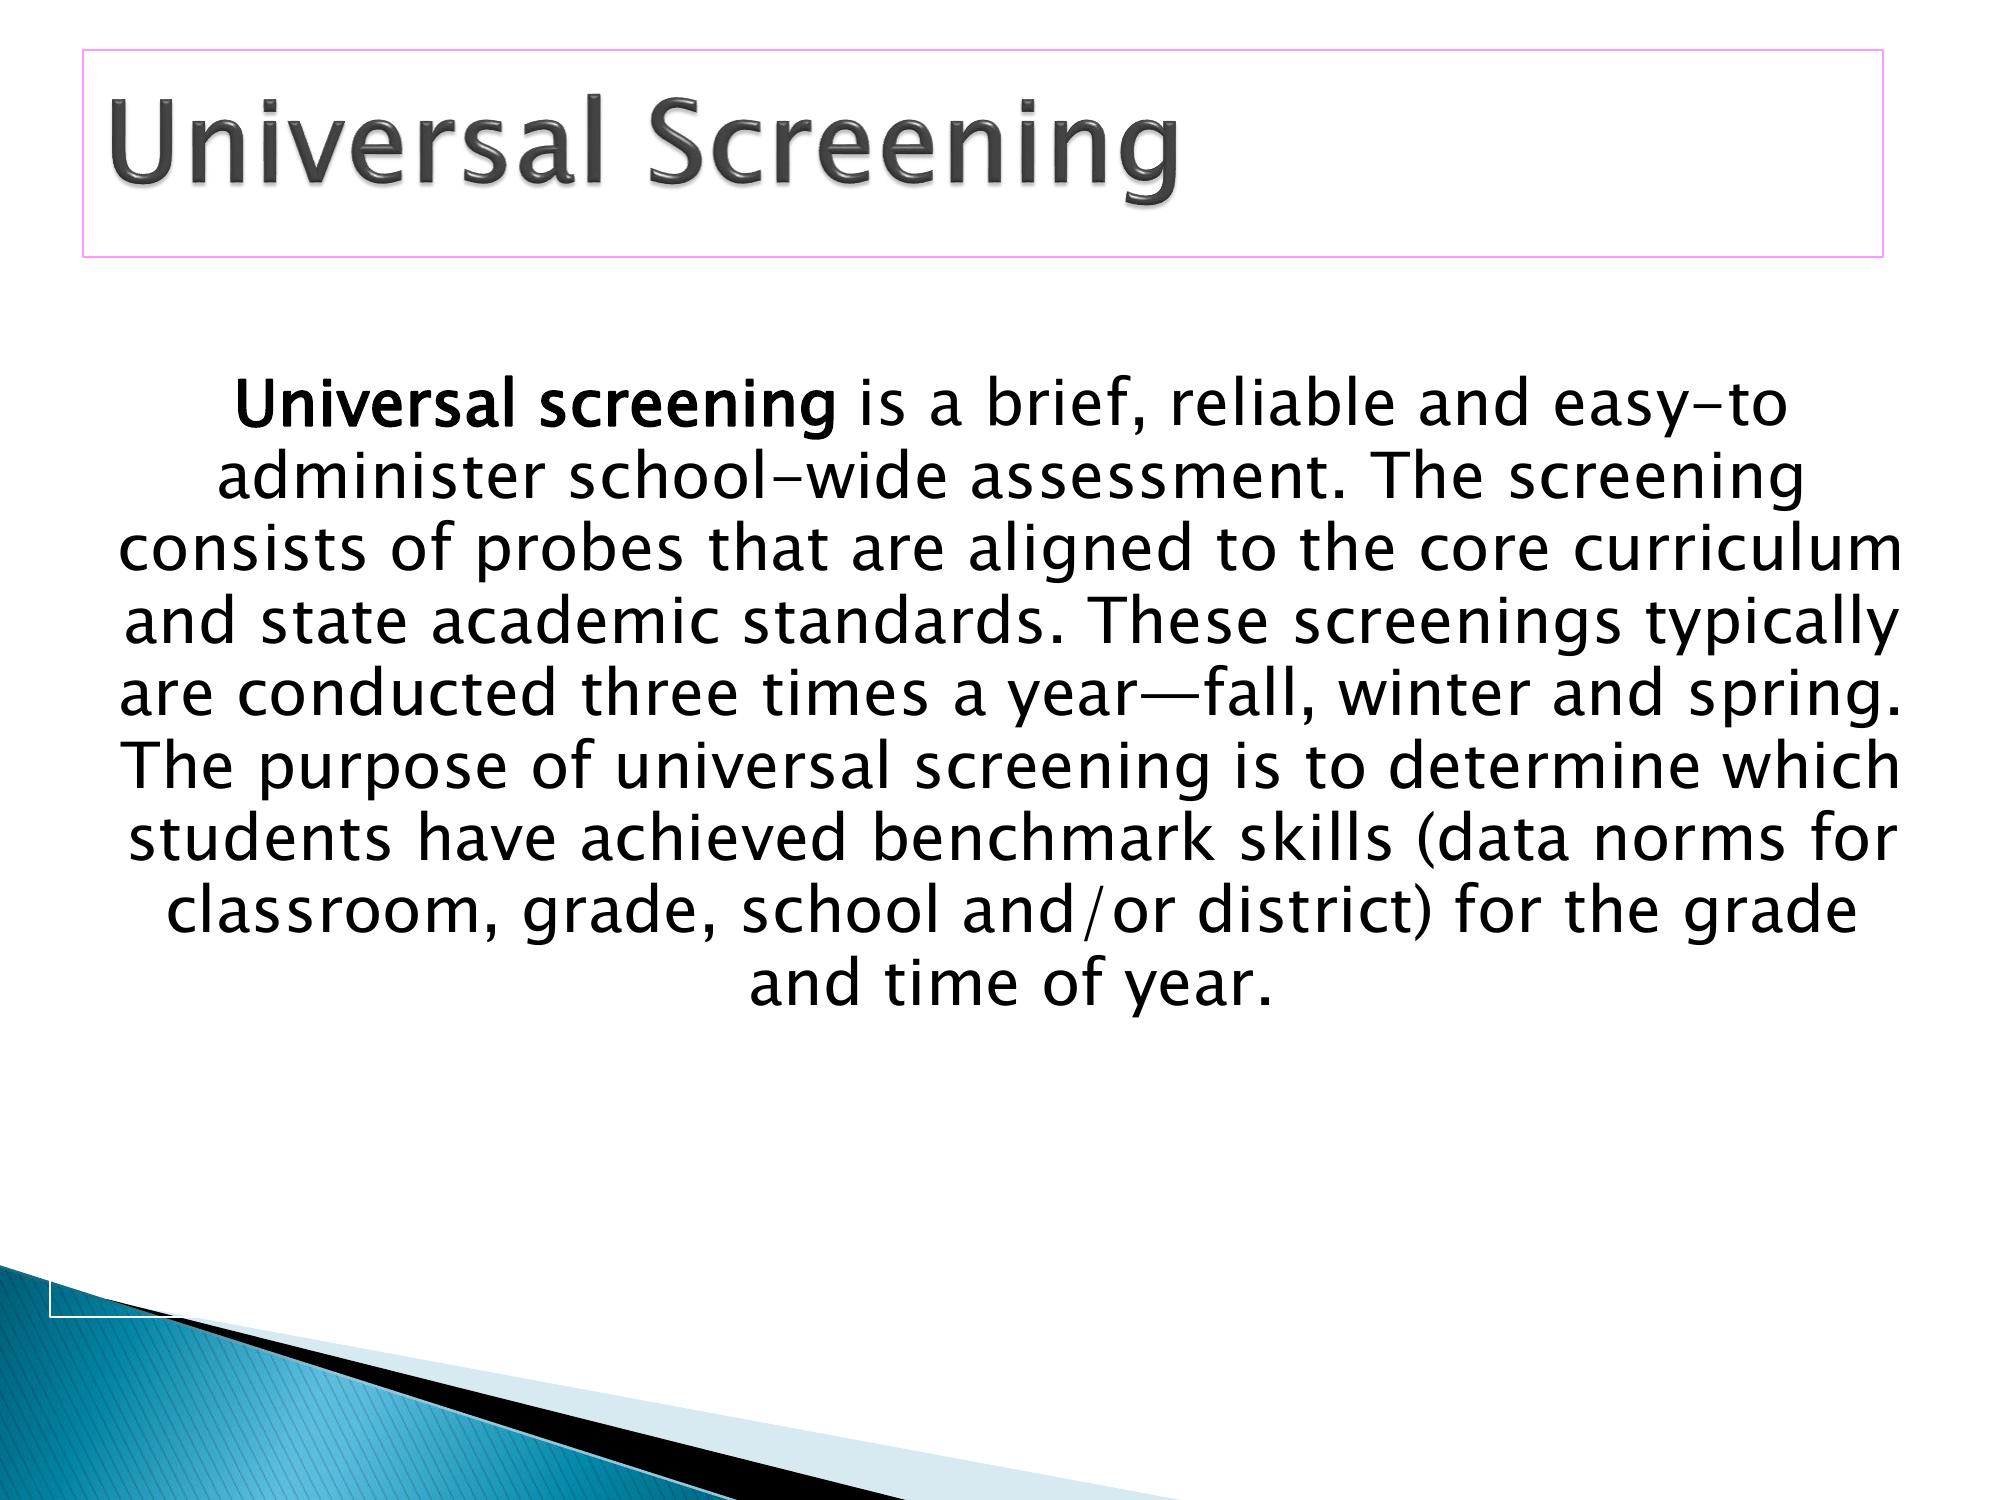 Universal Screening
Universal screening is a brief, reliable and easy-to
administer school-wide assessment. The screening
consists of probes that are aligned to the core curriculum
and state academic standards. These screenings typically
are conducted three times a year—fall, winter and spring.
The purpose of universal screening is to determine which
students have achieved benchmark skills (data norms for
classroom, grade, school and/or district) for the grade
and time of year.